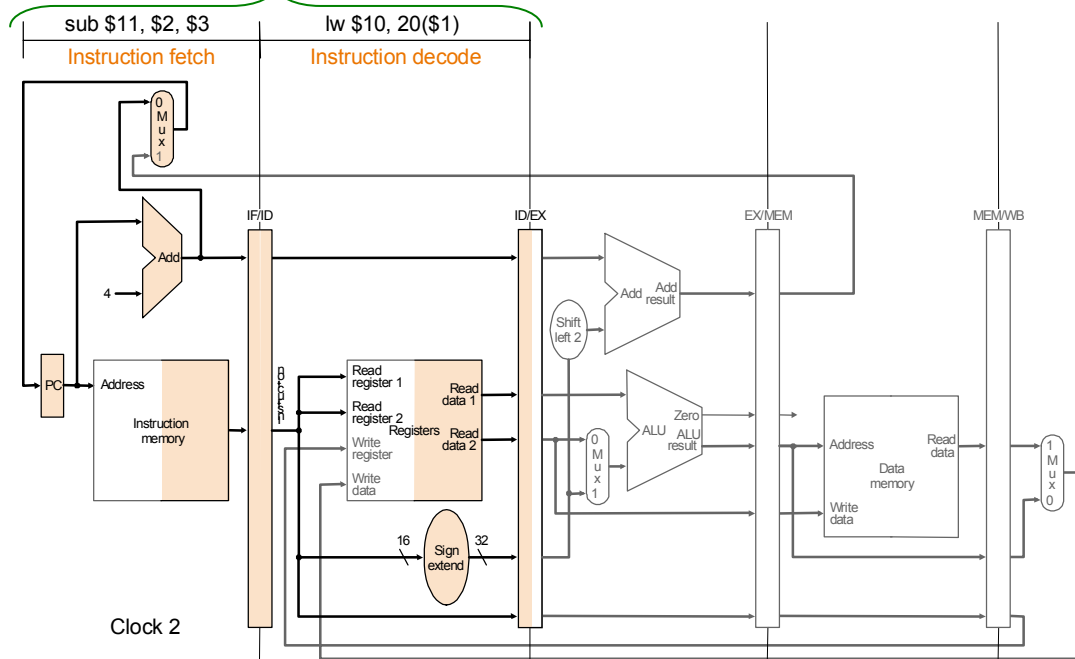 sub $11, $2, $3
lw $10, 20($1)
Instruction fetch
Instruction decode
0
M
u
x
1
IF/ID
ID/EX
EX/MEM
MEM/WB
Add
4
Add
Add
result
Shift
left 2
PC
Address
Instruction
memory
Read
register 1
Read
register 2
Write
register
Write
data
Registers
Read
data 1
Read
data 2
0
M
u
x
1
Zero
ALU
ALU
result
Address
Read
data
Data
memory
Write
data
1
M
u
x
0
16
Sign
extend
32
Clock 2